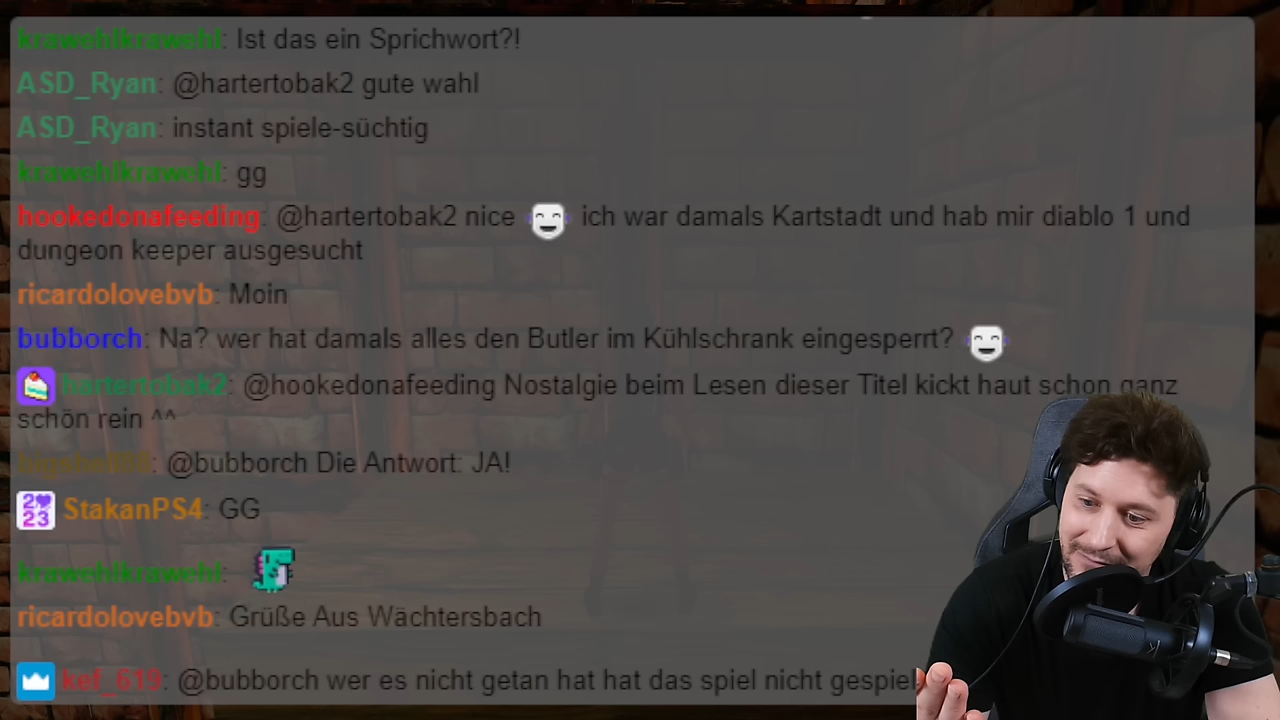 krawehlkrawehl: Ist das ein Sprichwort?!
ASD_Ryan: @hartertobak2 gute wahl
ASD_Ryan: instant spiele-süchtig
krawehlkrawehl: gg
hookedonafeeding: @hartertobak2 nice ich war damals Kartstadt und hab mir diablo 1 und
dungeon keeper ausgesucht
ricardolovebvb: Moin
bubborch: Na? wer hat damals alles den Butler im Kühlschrank eingesperrt?
hartertobak2: @hookedonafeeding Nostalgie beim Lesen dieser Titel kickt haut schon ganz
schön rein ^^
: @bubborch Die Antwort: JA!
2 23 StakanPS4: GG
krawehlkrawehl:
ricardolovebvb: Grüße Aus Wächtersbach
kef_619: @bubborch wer es nicht getan hat hat das spiel nicht gespiel